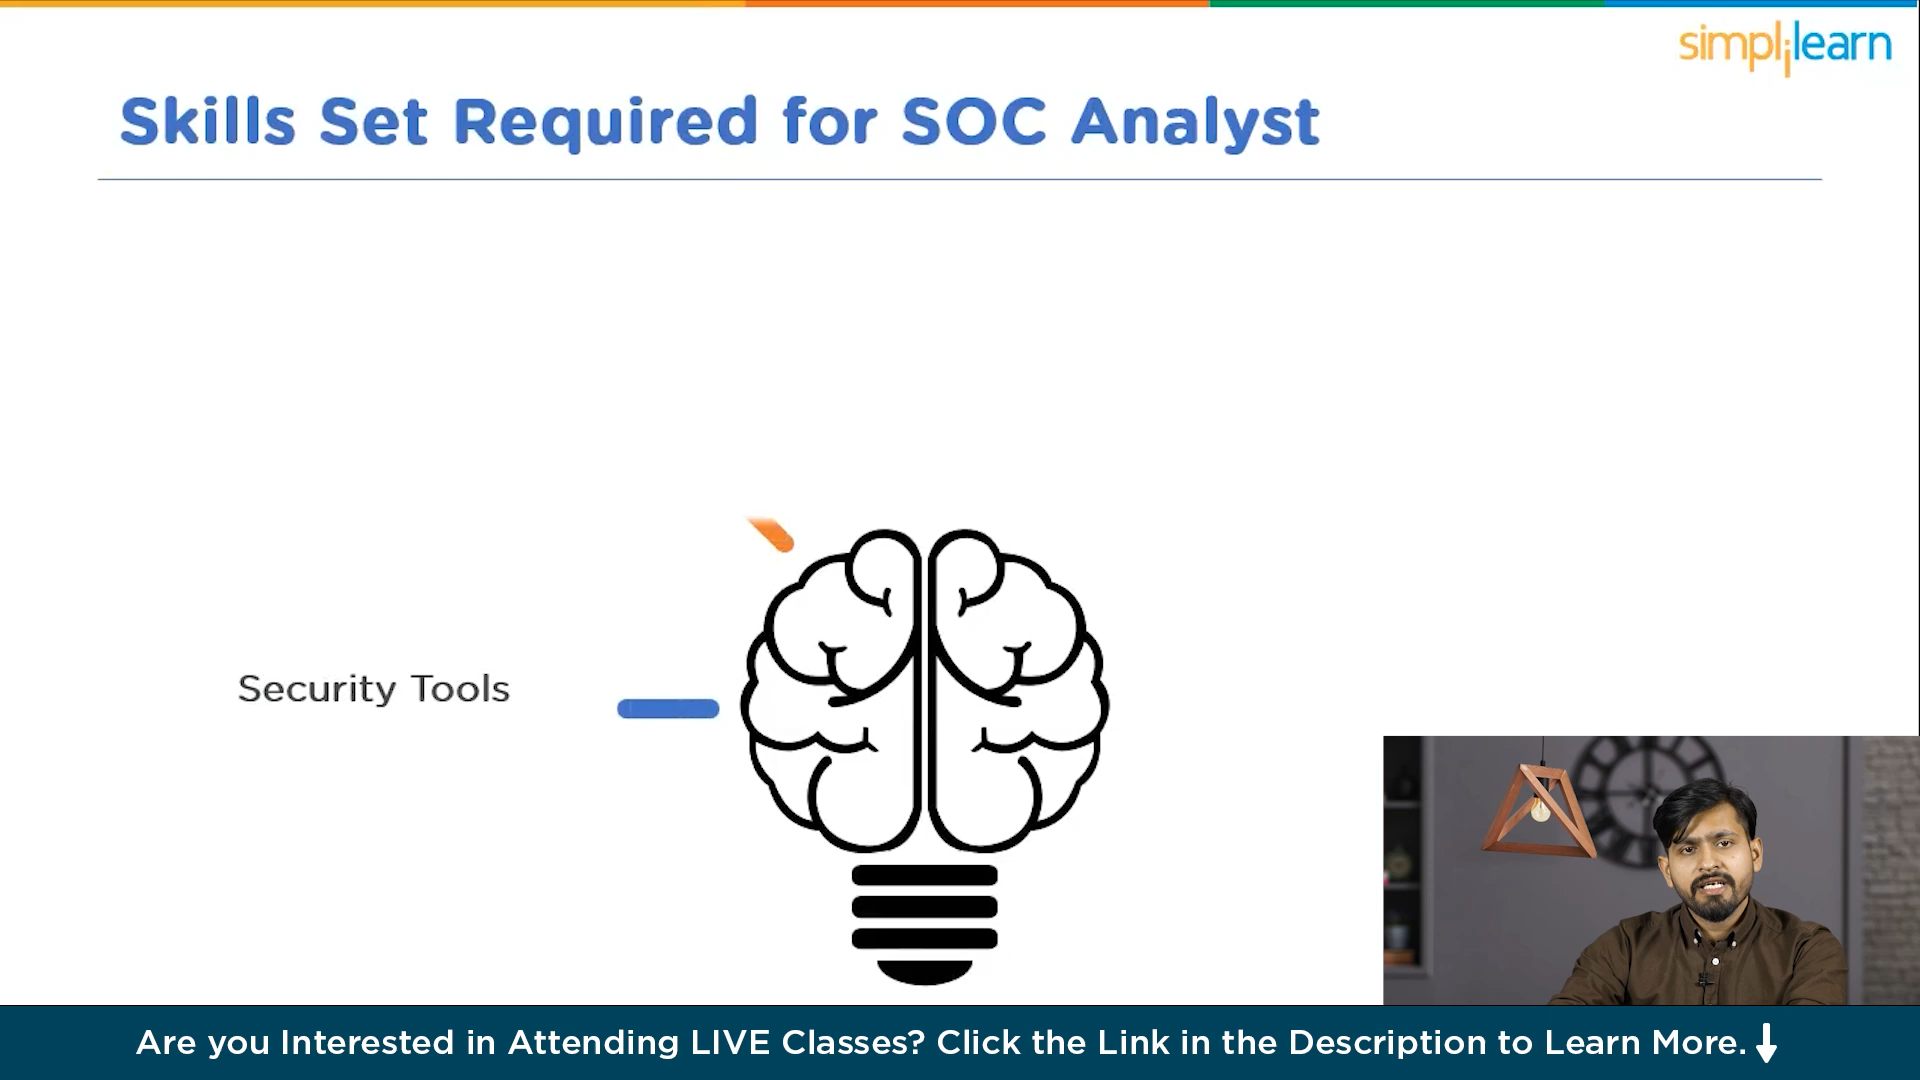 simplilearn
Skills Set Required for SOC Analyst
Security Tools
Are you Interested in Attending LIVE Classes? Click the Link in the Description to Learn More.